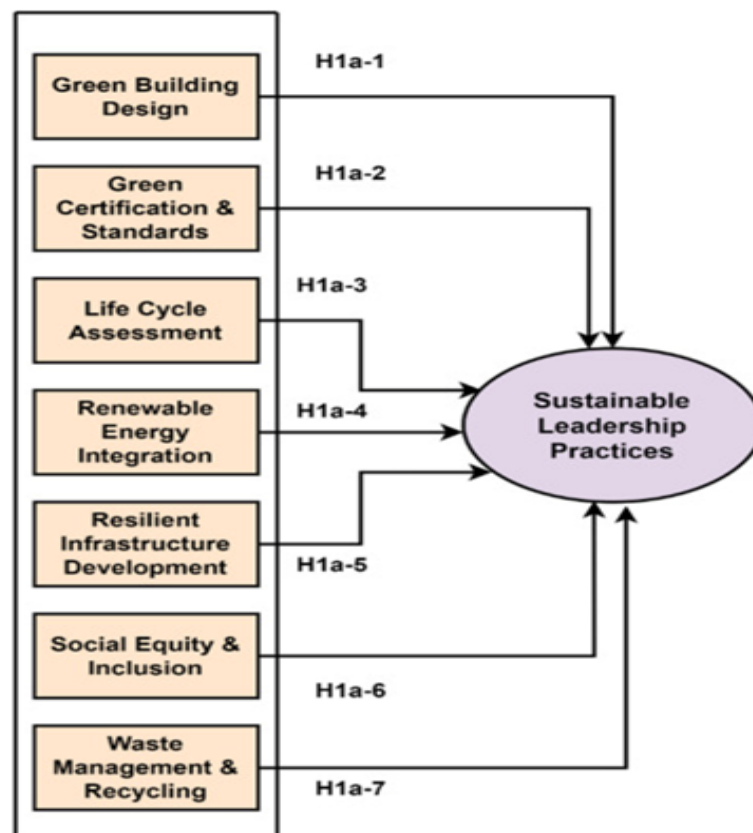 Green Building
Design
H1a-1
Green
Certification &
Standards
H1a-2
Life Cycle
Assessment
H1a-3
Renewable
Energy
Integration
H1a-4
Resilient
Infrastructure
Development
H1a-5
Social Equity &
Inclusion
H1a-6
Waste
Management &
Recycling
H1a-7
Sustainable
Leadership
Practices